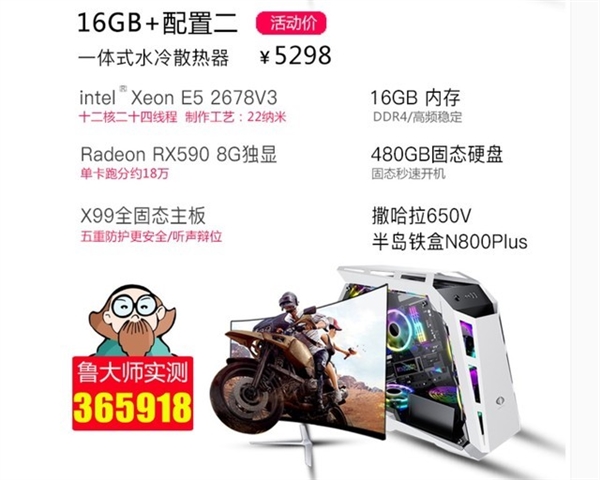 16GB+配置二 活动价
一体式水冷散热器 ￥5298
intel® Xeon E5 2678V3
十二核二十四线程 制作工艺：22纳米
16GB 内存
DDR4/高频稳定
Radeon RX590 8G独显
单卡跑分约18万
480GB固态硬盘
固态秒速开机
X99全固态主板
五重防护更安全/听声辩位
撒哈拉650V
半岛铁盒N800Plus
鲁大师实测
365918